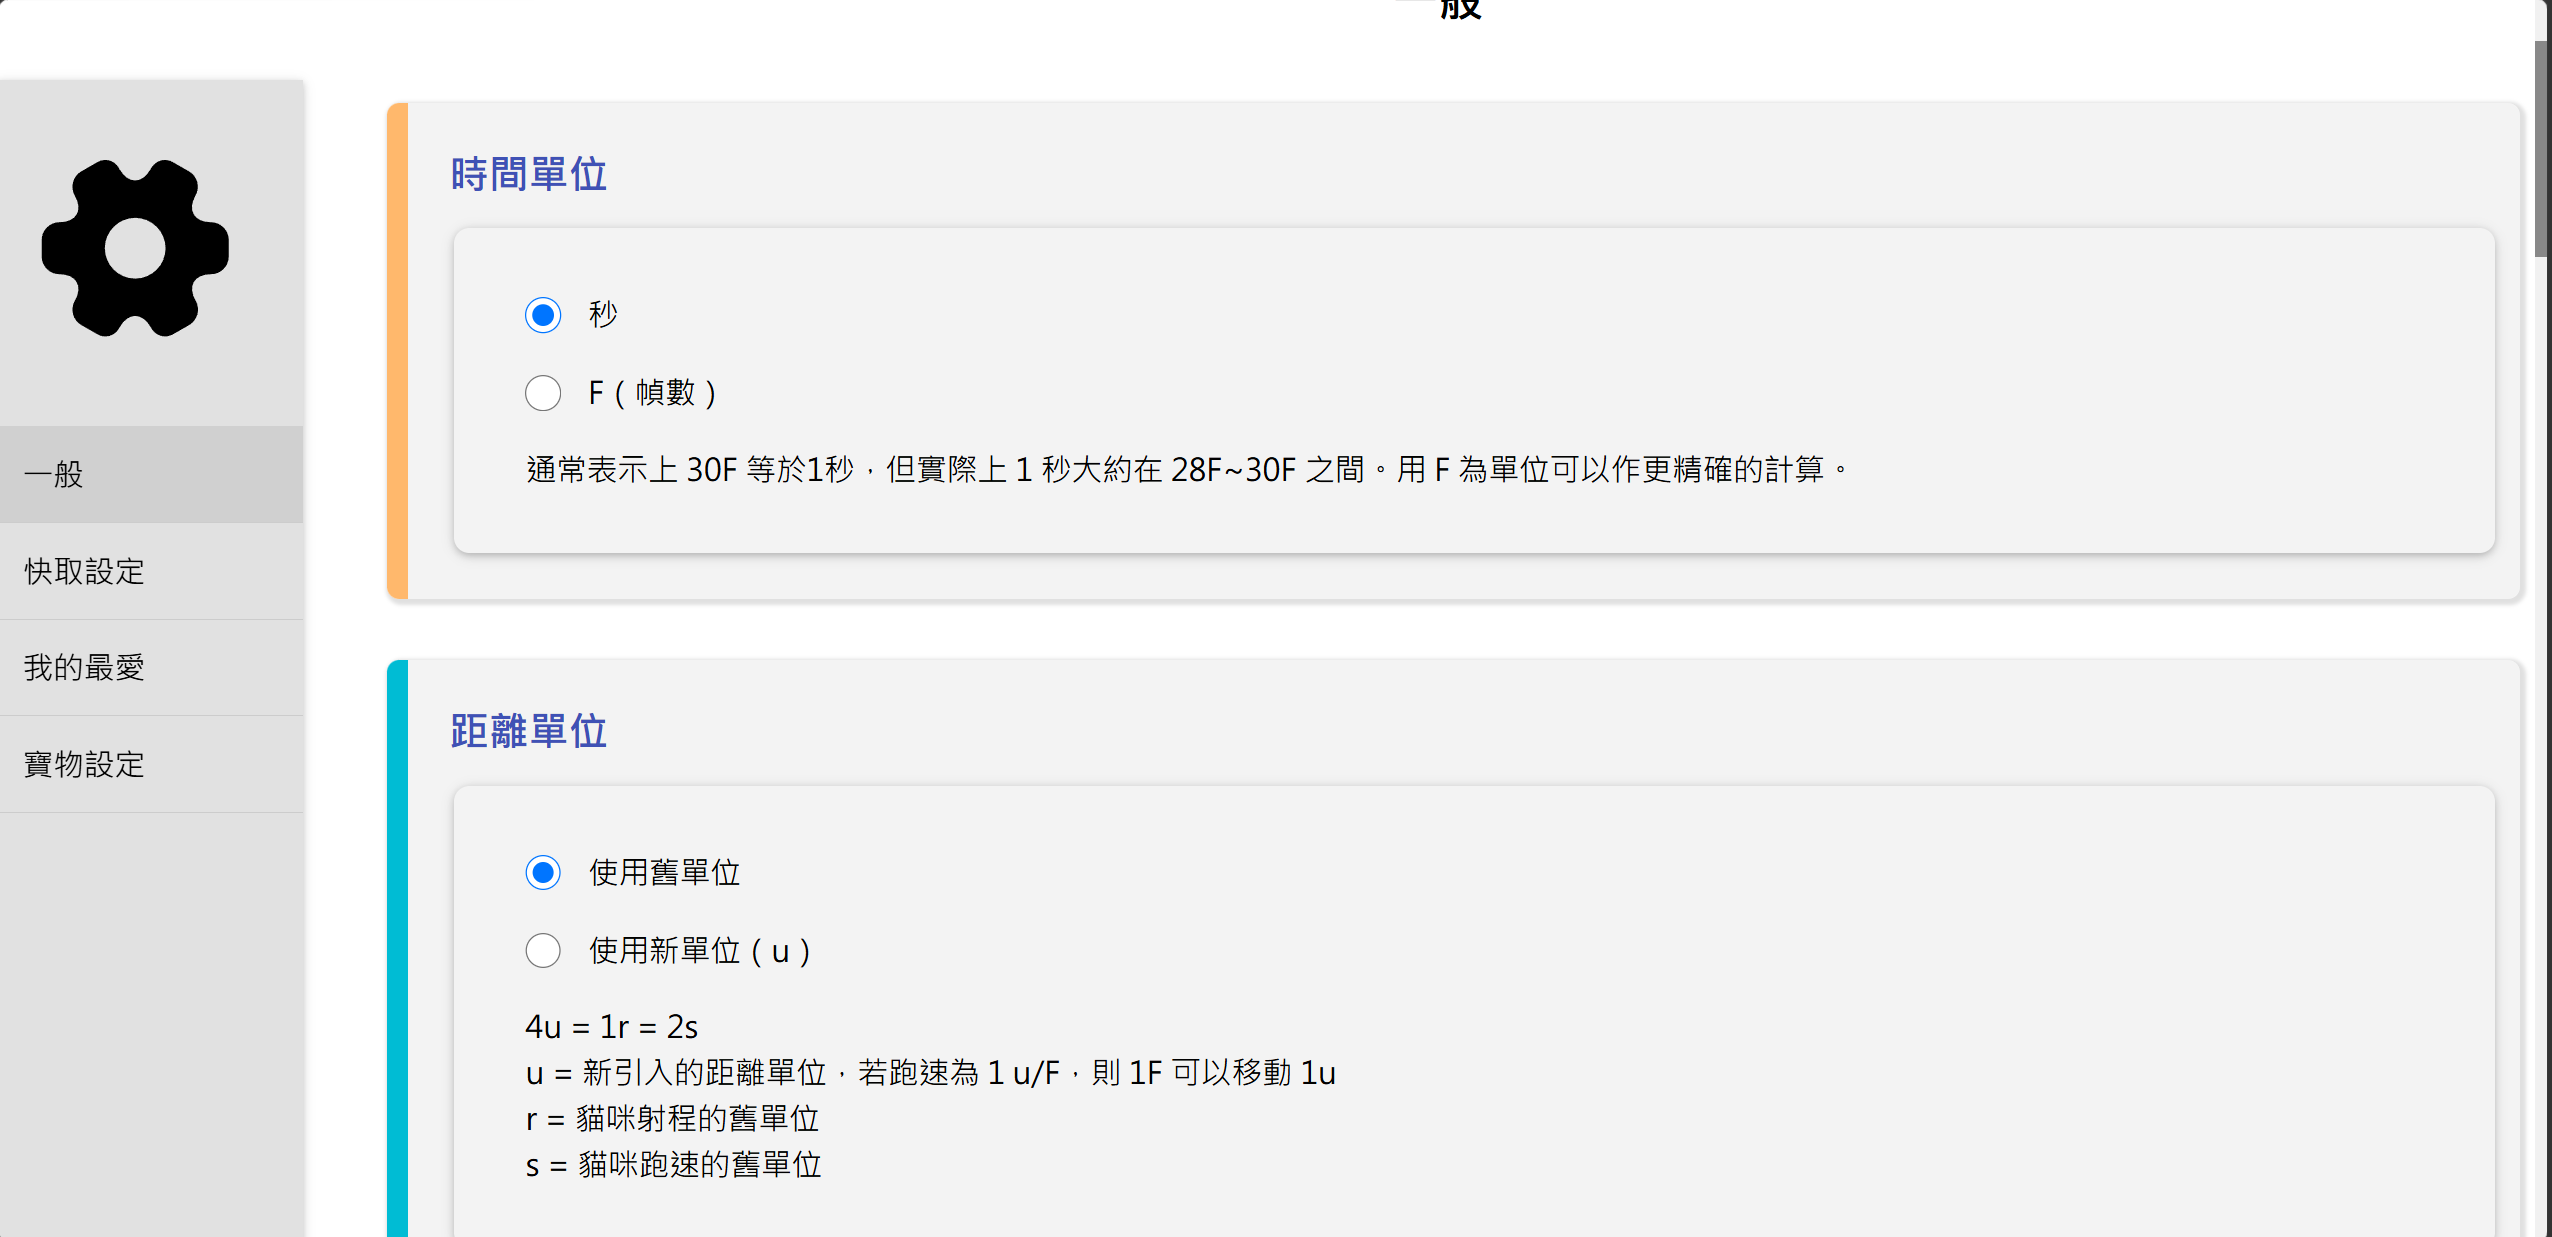 一般
一般
快取設定
我的最愛
寶物設定
時間單位
秒
F（幀數）
通常表示上 30F 等於1秒，但實際上 1 秒大約在 28F~30F 之間。用 F 為單位可以作更精確的計算。
距離單位
使用舊單位
使用新單位（u）
4u = 1r = 2s
u = 新引入的距離單位，若跑速為 1 u/F，則 1F 可以移動 1u
r = 貓咪射程的舊單位
s = 貓咪跑速的舊單位